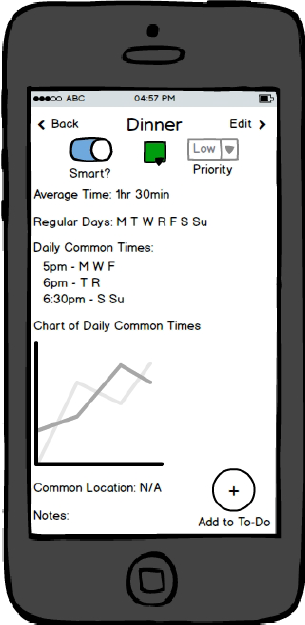 ABC 04:57 PM
Back Dinner Edit
Low
Smart? Priority
Average Time: 1hr 30min
Regular Days: M T W R F S Su
Daily Common Times:
5pm - M W F
6pm - T R
6:30pm - S Su
Chart of Daily Common Times
Common Location: N/A
+
Notes:
Add to To-Do